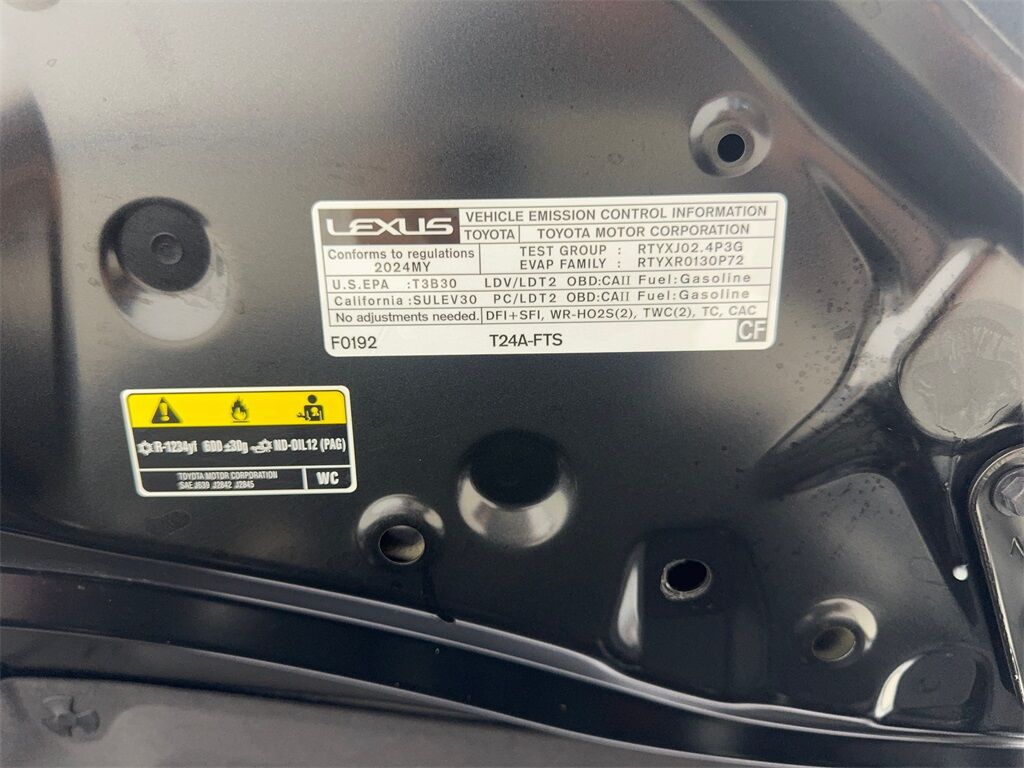 LEXUS VEHICLE EMISSION CONTROL INFORMATION
TOYOTA TOYOTA MOTOR CORPORATION
Conforms to regulations
2024MY
TEST GROUP : RTYXJ02.4P3G
EVAP FAMILY : RTYXR0130P72
U.S.EPA :T3B30 LDV/LDT2 OBD:CAII Fuel:Gasoline
California :SULEV30 PC/LDT2 OBD:CAII Fuel:Gasoline
No adjustments needed. DFI+SFI, WR-HO2S(2), TWC(2), TC, CAC
F0192 T24A-FTS CF
R-1234yf 600 ±30g ND-OIL12 (PAG)
TOYOTA MOTOR CORPORATION
SAE J639 J2842 J2845 WC